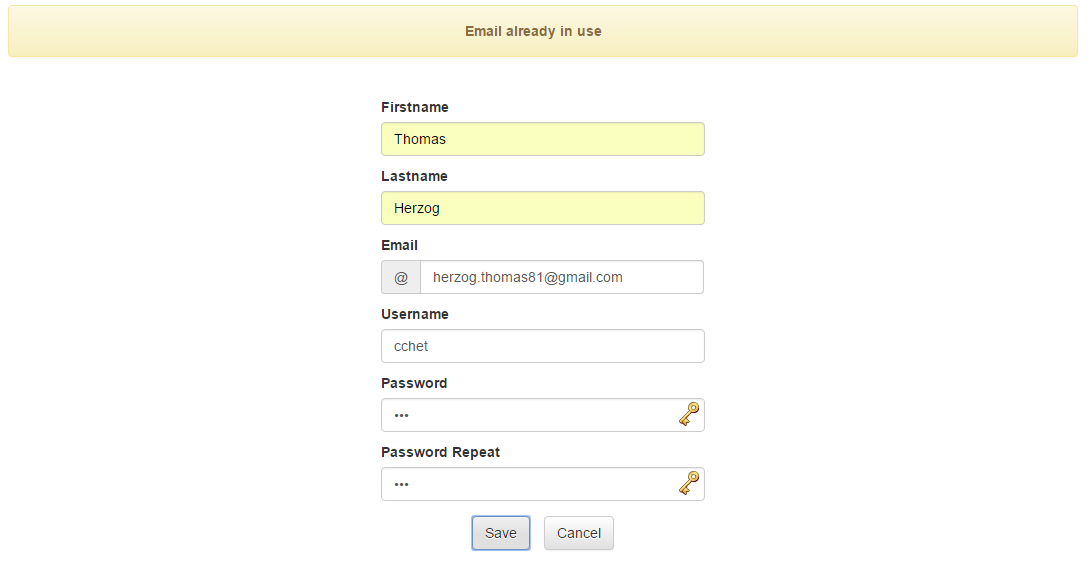 Email already in use
Firstname
Thomas
Lastname
Herzog
Email
@ herzog.thomas81@gmail.com
Username
cchet
Password
•••
Password Repeat
•••
Save Cancel